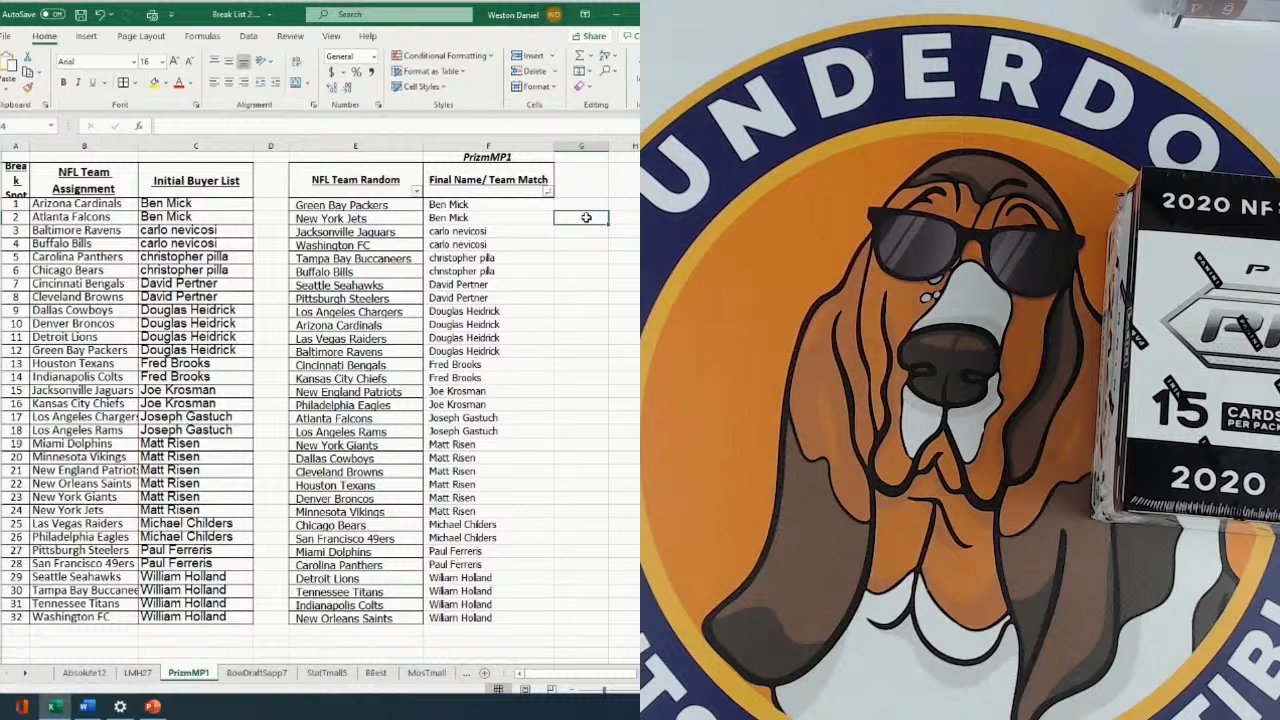 AutoSave Off Break List 2.... Search Weston Daniel WD
File Home Insert Page Layout Formulas Data Review View Help Share
Paste Arial 16 General Conditional Formatting Insert
B I U Format as Table Delete
Cell Styles Format
Clipboard Font Alignment Number Styles Cells Editing
fx
A B C D E F G H
PrizmMP1
Break Spot NFL Team Assignment Initial Buyer List NFL Team Random Final Name/ Team Match
1 Arizona Cardinals Ben Mick Green Bay Packers Ben Mick
2 Atlanta Falcons Ben Mick New York Jets Ben Mick
3 Baltimore Ravens carlo nevicosi Jacksonville Jaguars carlo nevicosi
4 Buffalo Bills carlo nevicosi Washington FC carlo nevicosi
5 Carolina Panthers christopher pilla Tampa Bay Buccaneers christopher pilla
6 Chicago Bears christopher pilla Buffalo Bills christopher pilla
7 Cincinnati Bengals David Pertner Seattle Seahawks David Pertner
8 Cleveland Browns David Pertner Pittsburgh Steelers David Pertner
9 Dallas Cowboys Douglas Heidrick Los Angeles Chargers Douglas Heidrick
10 Denver Broncos Douglas Heidrick Arizona Cardinals Douglas Heidrick
11 Detroit Lions Douglas Heidrick Las Vegas Raiders Douglas Heidrick
12 Green Bay Packers Douglas Heidrick Baltimore Ravens Douglas Heidrick
13 Houston Texans Fred Brooks Cincinnati Bengals Fred Brooks
14 Indianapolis Colts Fred Brooks Kansas City Chiefs Fred Brooks
15 Jacksonville Jaguars Joe Krosman New England Patriots Joe Krosman
16 Kansas City Chiefs Joe Krosman Philadelphia Eagles Joe Krosman
17 Los Angeles Chargers Joseph Gastuch Atlanta Falcons Joseph Gastuch
18 Los Angeles Rams Joseph Gastuch Los Angeles Rams Joseph Gastuch
19 Miami Dolphins Matt Risen New York Giants Matt Risen
20 Minnesota Vikings Matt Risen Dallas Cowboys Matt Risen
21 New England Patriots Matt Risen Cleveland Browns Matt Risen
22 New Orleans Saints Matt Risen Houston Texans Matt Risen
23 New York Giants Matt Risen Denver Broncos Matt Risen
24 New York Jets Matt Risen Minnesota Vikings Matt Risen
25 Las Vegas Raiders Michael Childers Chicago Bears Michael Childers
26 Philadelphia Eagles Michael Childers San Francisco 49ers Michael Childers
27 Pittsburgh Steelers Paul Ferreris Miami Dolphins Paul Ferreris
28 San Francisco 49ers Paul Ferreris Carolina Panthers Paul Ferreris
29 Seattle Seahawks William Holland Detroit Lions William Holland
30 Tampa Bay Buccanee William Holland Tennessee Titans William Holland
31 Tennessee Titans William Holland Indianapolis Colts William Holland
32 Washington FC William Holland New Orleans Saints William Holland
Absolute12 LMH27 PrizmMP1 BowDraftSapp7 StatTmall5 BBest MosTmall ...
UNDERDO
2020 NF
PANINI
15 CARDS PER PACK
2020